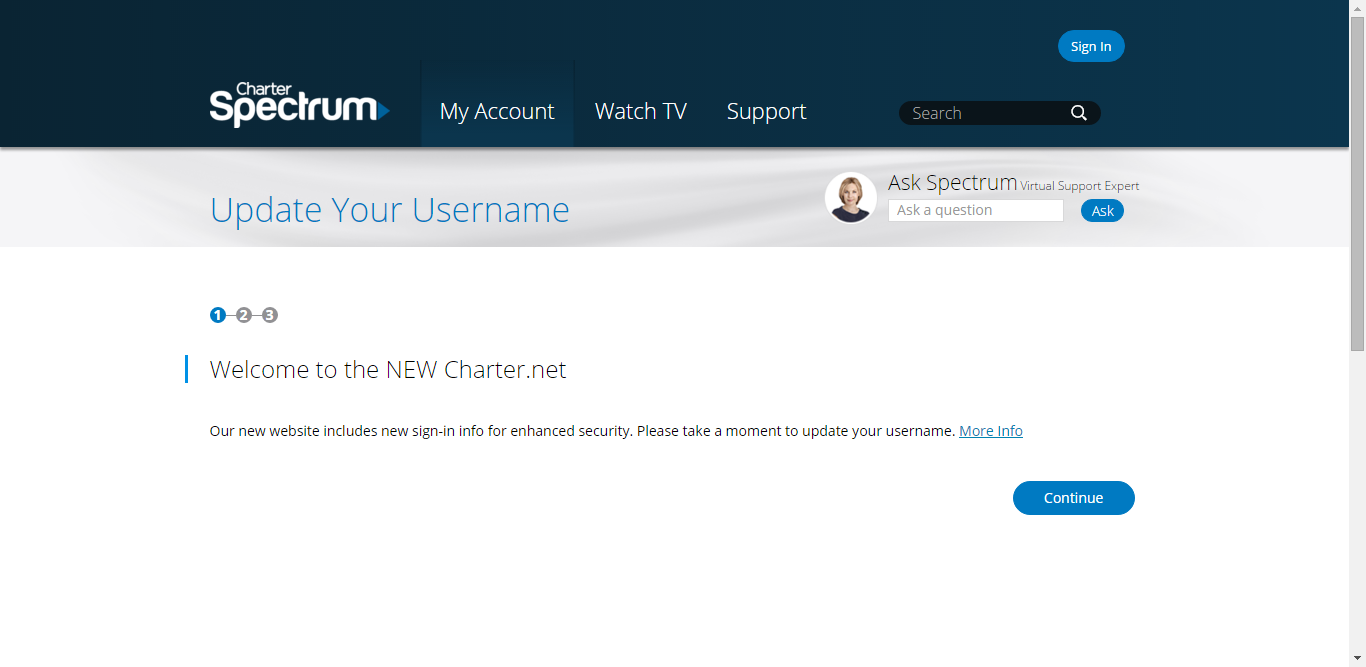 Sign In
Charter
Spectrum
My Account
Watch TV
Support
Search
Update Your Username
Ask Spectrum Virtual Support Expert
Ask a question
Ask
1 2 3
Welcome to the NEW Charter.net
Our new website includes new sign-in info for enhanced security. Please take a moment to update your username. More Info
Continue